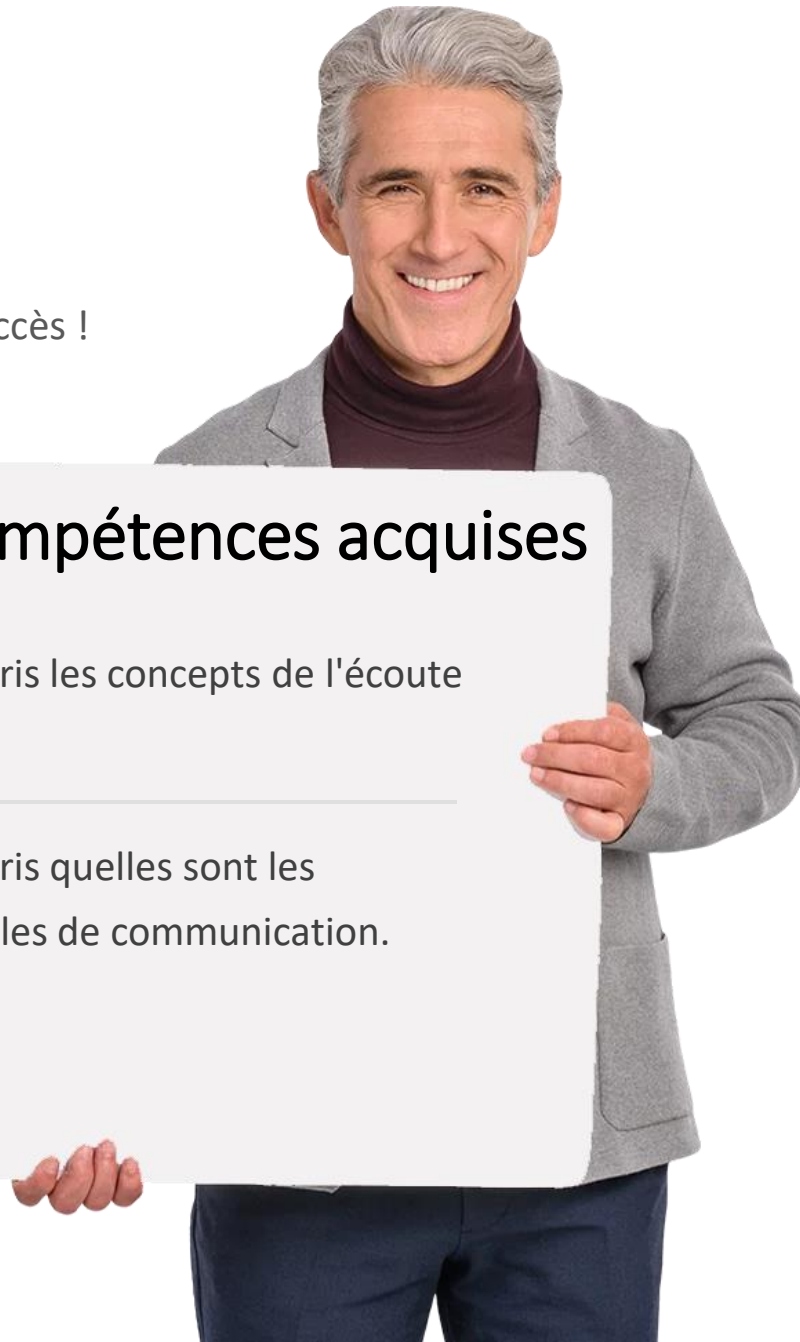 ccès !
mpétences acquises
ris les concepts de l'écoute
ris quelles sont les
les de communication.